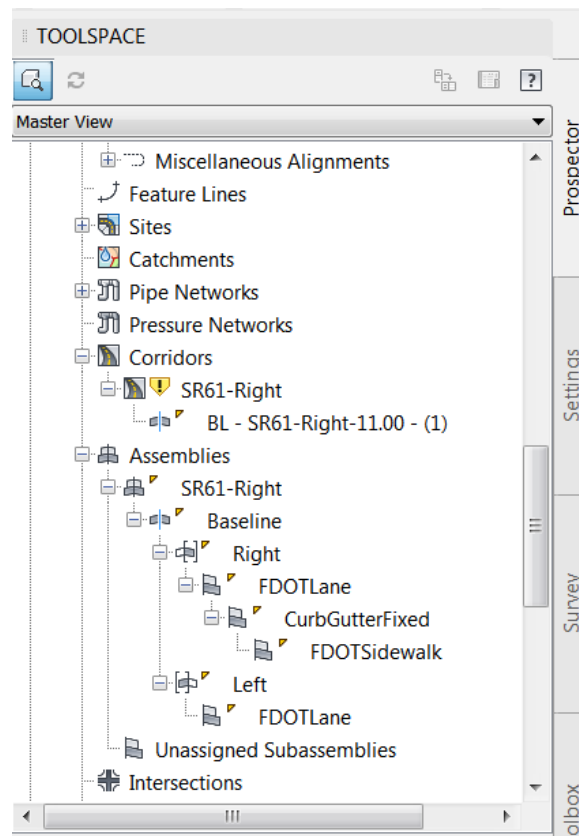 TOOLSPACE
?
Master View
Miscellaneous Alignments
Feature Lines
Sites
Catchments
Pipe Networks
Pressure Networks
Corridors
SR61-Right
BL - SR61-Right-11.00 - (1)
Assemblies
SR61-Right
Baseline
Right
FDOTLane
CurbGutterFixed
FDOTSidewalk
Left
FDOTLane
Unassigned Subassemblies
Intersections
Prospector
Settings
Survey
olbox